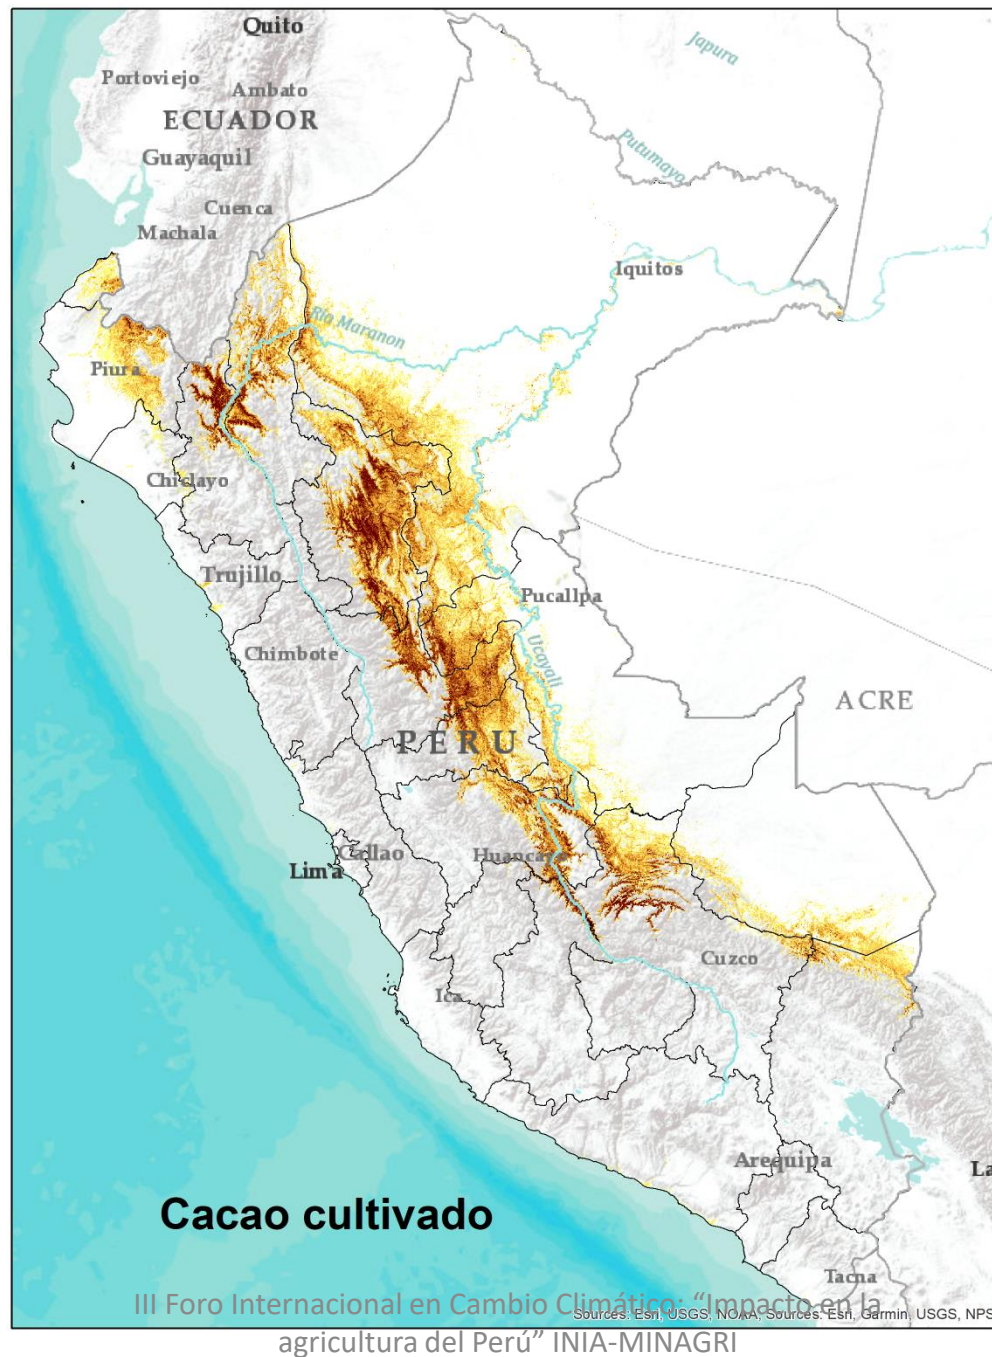 Quito
Japura
Portoviejo
Ambato
ECUADOR
Putumayo
Guayaquil
Cuenca
Machala
Iquitos
Río Maranon
Piura
Chiclayo
Trujillo
Pucallpa
Chimbote
Ucayali
ACRE
PERU
Callao
Huancayo
Lima
Cuzco
Ica
Arequipa
La
Cacao cultivado
Tacna
III Foro Internacional en Cambio Climático: “Impacto en la
Sources: Esri, USGS, NOAA, Sources: Esri, Garmin, USGS, NPS
agricultura del Perú” INIA-MINAGRI